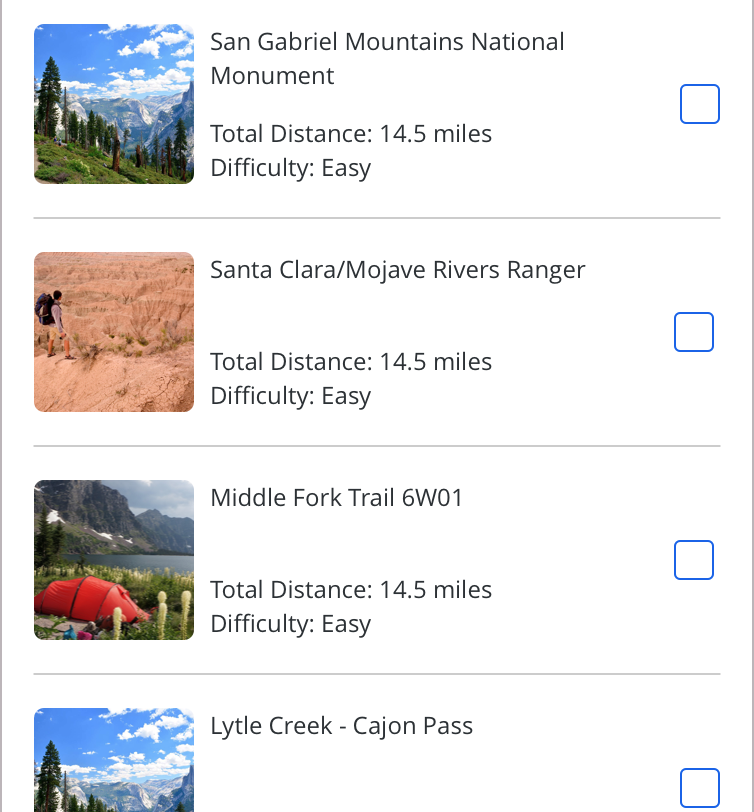 San Gabriel Mountains National
Monument
Total Distance: 14.5 miles
Difficulty: Easy
Santa Clara/Mojave Rivers Ranger
Total Distance: 14.5 miles
Difficulty: Easy
Middle Fork Trail 6W01
Total Distance: 14.5 miles
Difficulty: Easy
Lytle Creek - Cajon Pass